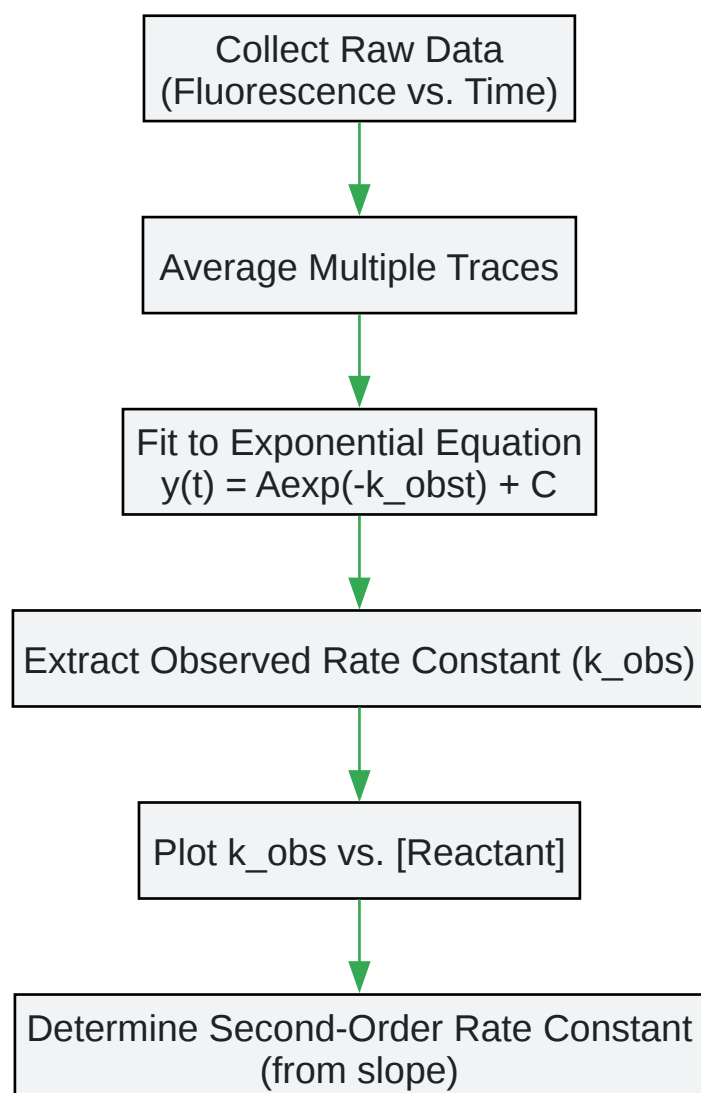 Collect Raw Data
(Fluorescence vs. Time)
Average Multiple Traces
Fit to Exponential Equation
y(t) = Aexp(-k_obst) + C
Extract Observed Rate Constant (k_obs)
Plot k_obs vs. [Reactant]
Determine Second-Order Rate Constant
(from slope)